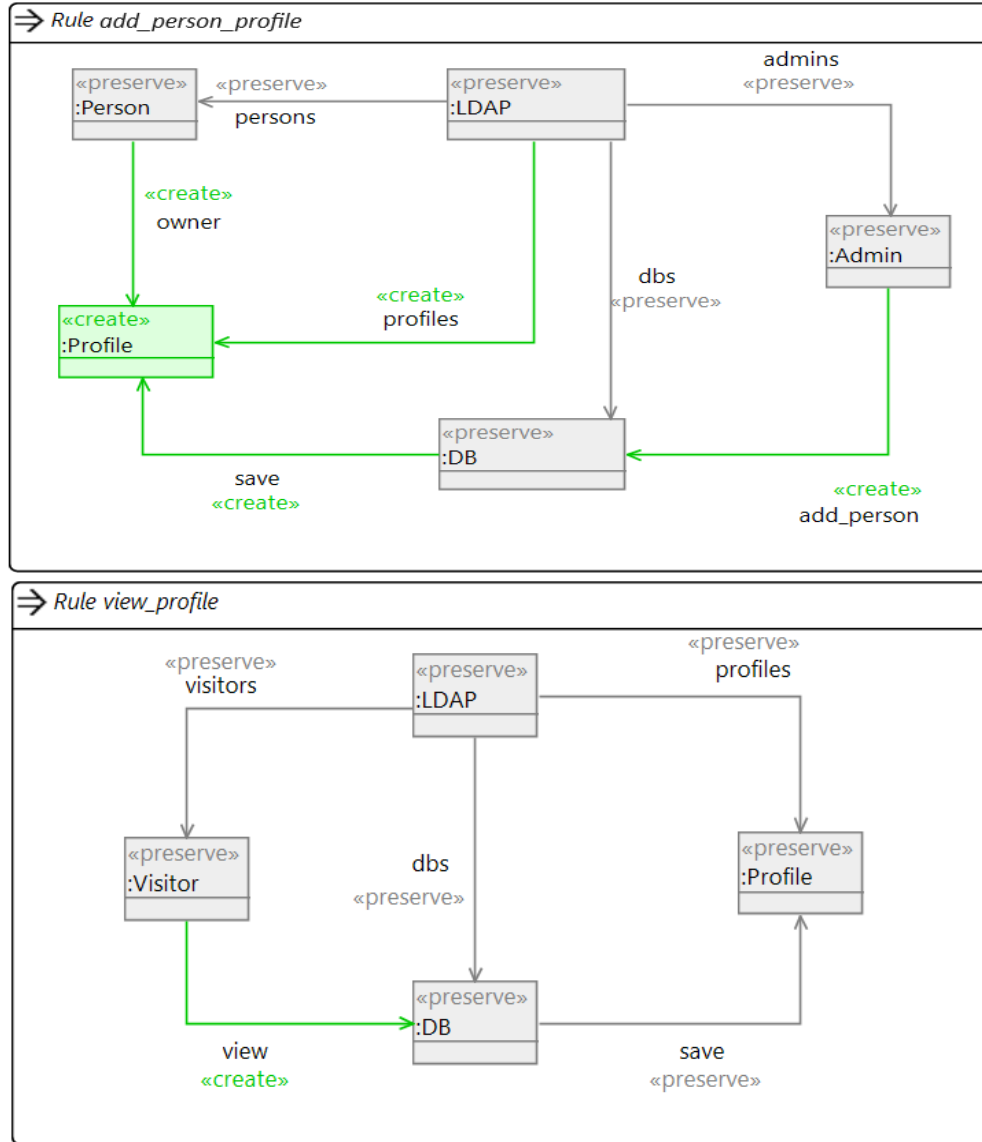 Rule add_person_profile
«preserve»
:Person
«preserve»
persons
«preserve»
:LDAP
admins
«preserve»
«create»
owner
«preserve»
:Admin
dbs
«preserve»
«create»
profiles
«create»
:Profile
«preserve»
:DB
save
«create»
«create»
add_person
Rule view_profile
«preserve»
visitors
«preserve»
:LDAP
«preserve»
profiles
«preserve»
:Visitor
dbs
«preserve»
«preserve»
:Profile
«preserve»
:DB
view
«create»
save
«preserve»